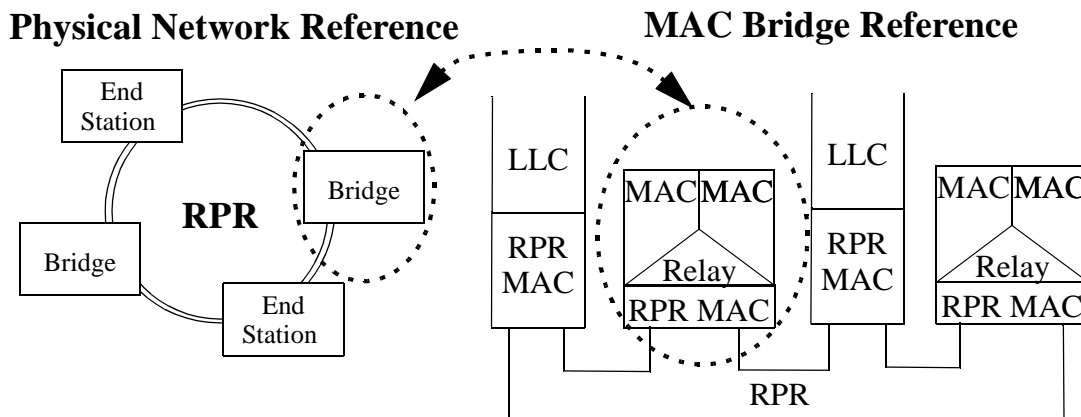 Physical Network Reference
MAC Bridge Reference
End
Station
Bridge
RPR
Bridge
End
Station
LLC
RPR
MAC
MAC MAC
Relay
RPR MAC
LLC
RPR
MAC
MAC MAC
Relay
RPR MAC
RPR